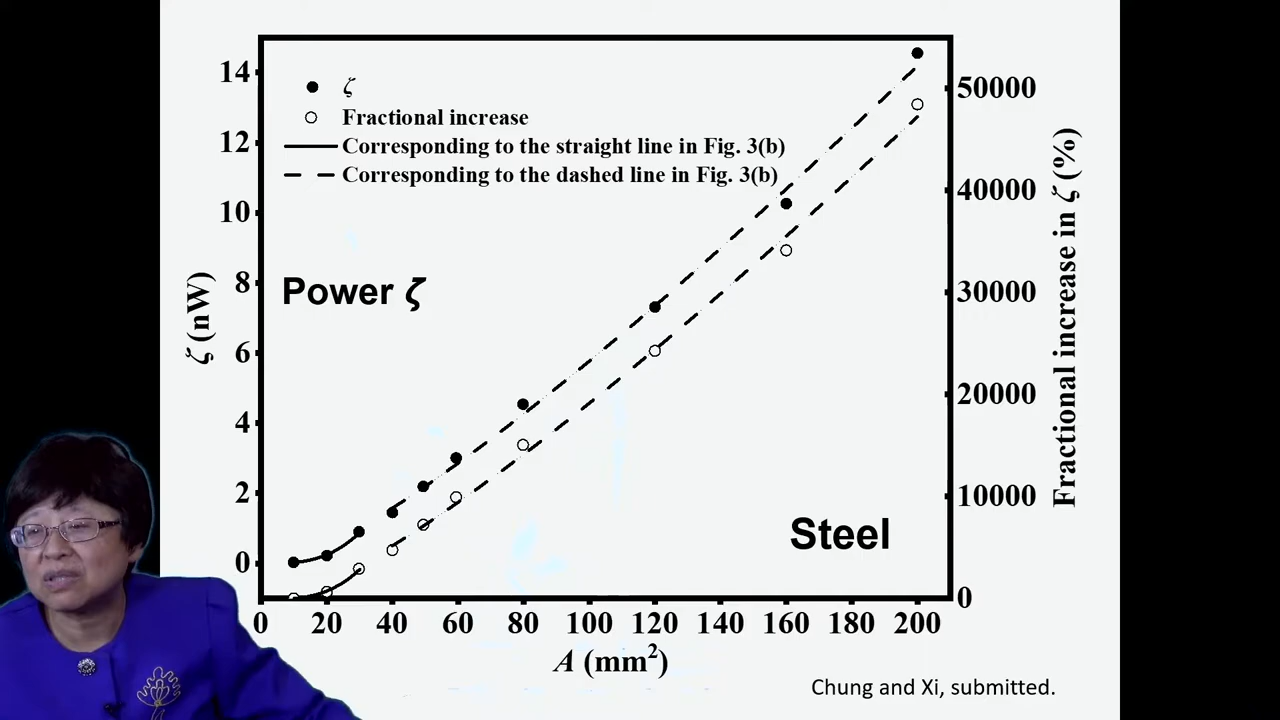 ζ
Fractional increase
Corresponding to the straight line in Fig. 3(b)
Corresponding to the dashed line in Fig. 3(b)
Power ζ
Steel
ζ (nW)
14
12
10
8
6
4
2
0
Fractional increase in ζ (%)
50000
40000
30000
20000
10000
0
0 20 40 60 80 100 120 140 160 180 200
A (mm²)
Chung and Xi, submitted.